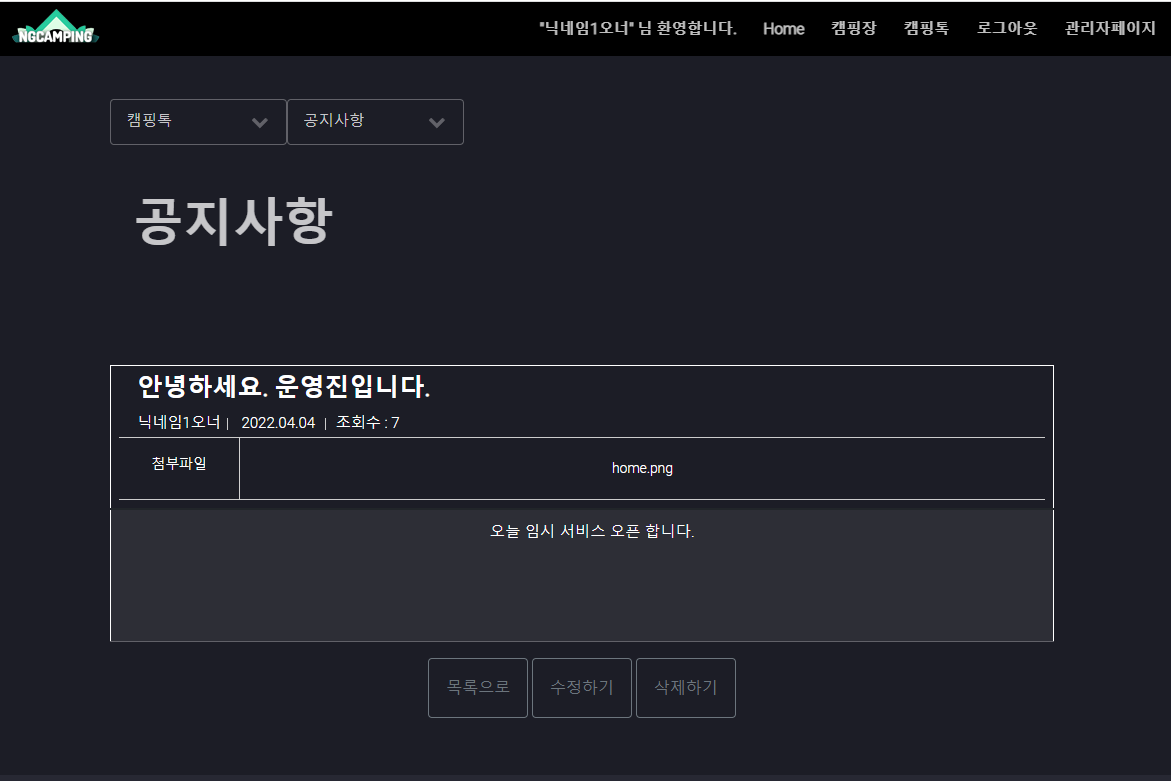 NGCAMPING "닉네임1오너" 님 환영합니다. Home 캠핑장 캠핑톡 로그아웃 관리자페이지
캠핑톡 공지사항
공지사항
안녕하세요. 운영진입니다.
닉네임1오너 | 2022.04.04 | 조회수 : 7
첨부파일 home.png
오늘 임시 서비스 오픈 합니다.
목록으로 수정하기 삭제하기